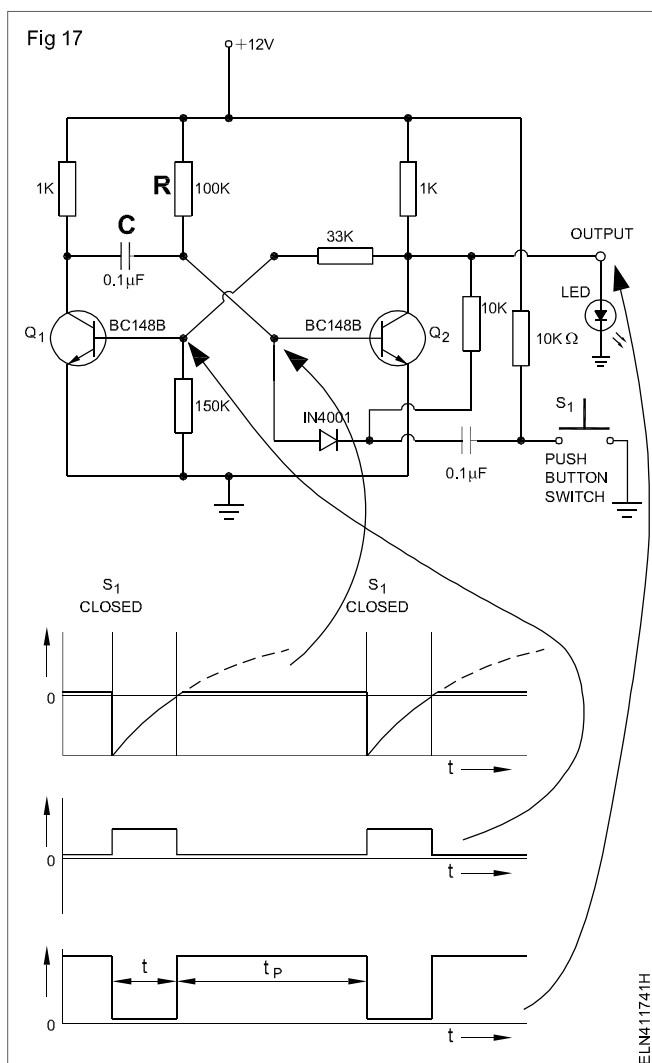 Fig 17
+12V
1K
R
100K
1K
C
33K
OUTPUT
0.1µF
LED
Q1
BC148B
BC148B
Q2
10K
10K Ω
150K
IN4001
S1
0.1µF
PUSH
BUTTON
SWITCH
S1
CLOSED
S1
CLOSED
0
t
0
t
t
tP
0
t
ELN411741H